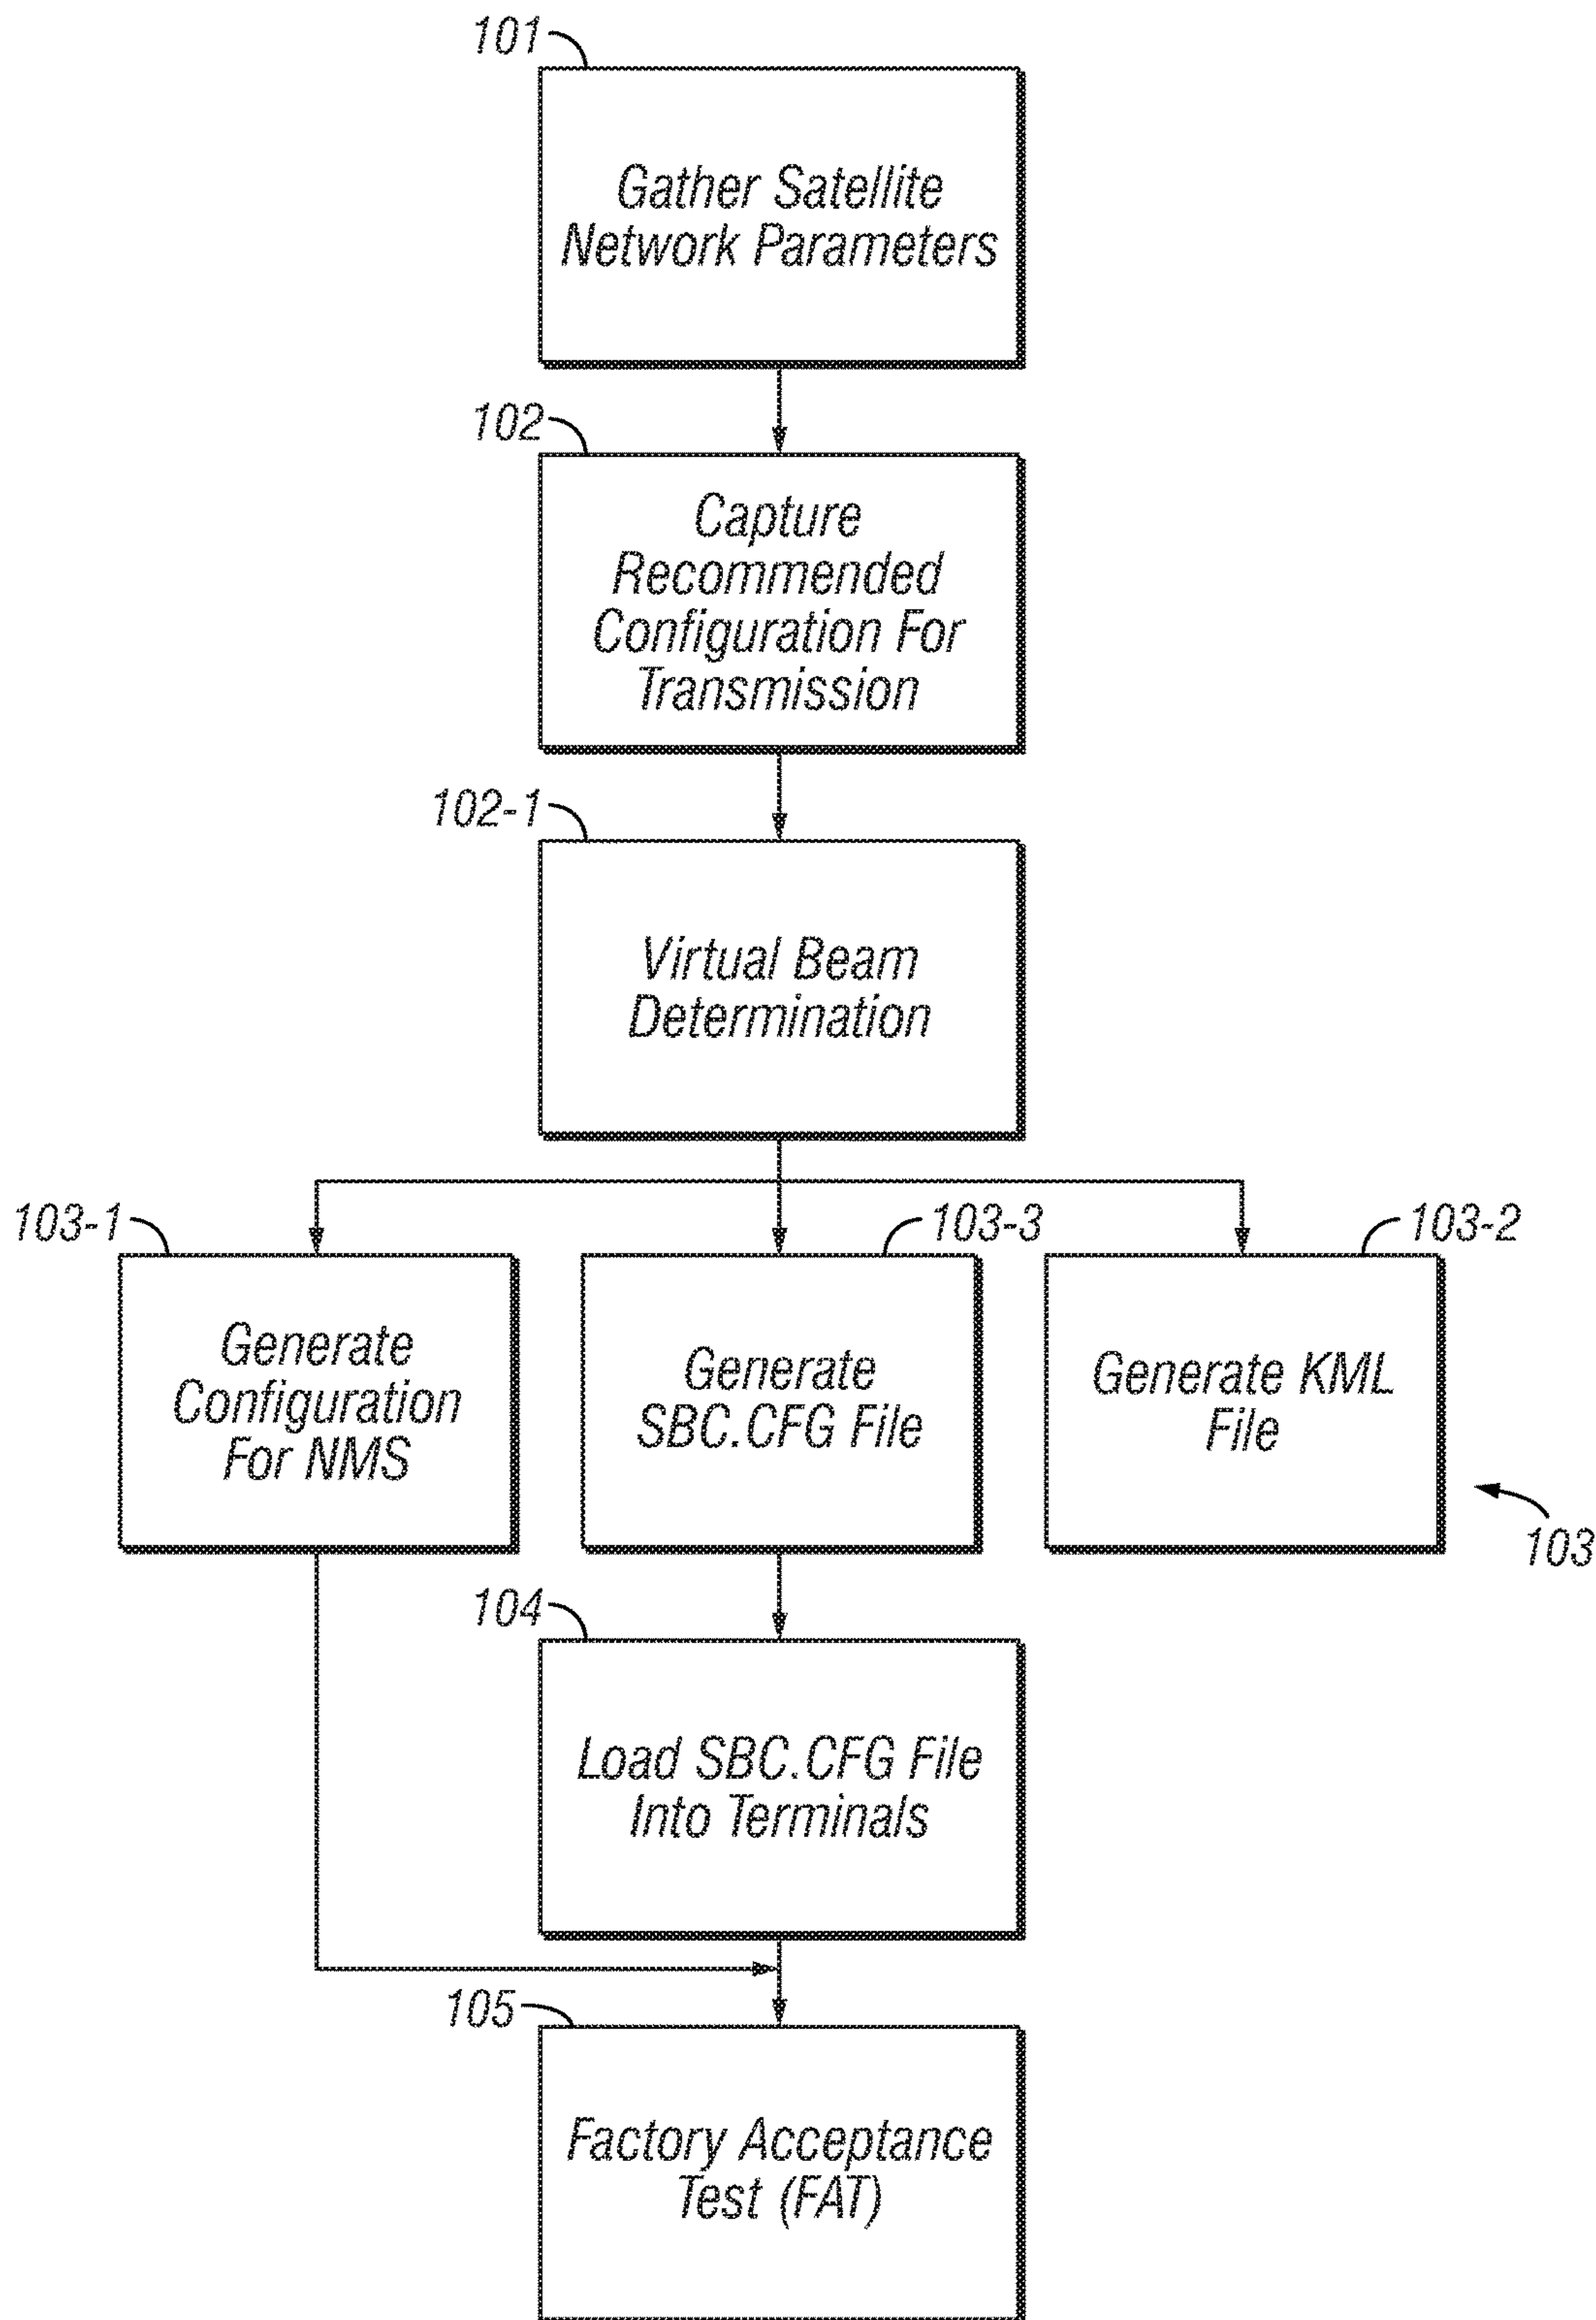 101
Gather Satellite
Network Parameters
102
Capture
Recommended
Configuration For
Transmission
102-1
Virtual Beam
Determination
103-1
103-3
103-2
Generate
Configuration
For NMS
Generate
SBC.CFG File
Generate KML
File
103
104
Load SBC.CFG File
Into Terminals
105
Factory Acceptance
Test (FAT)